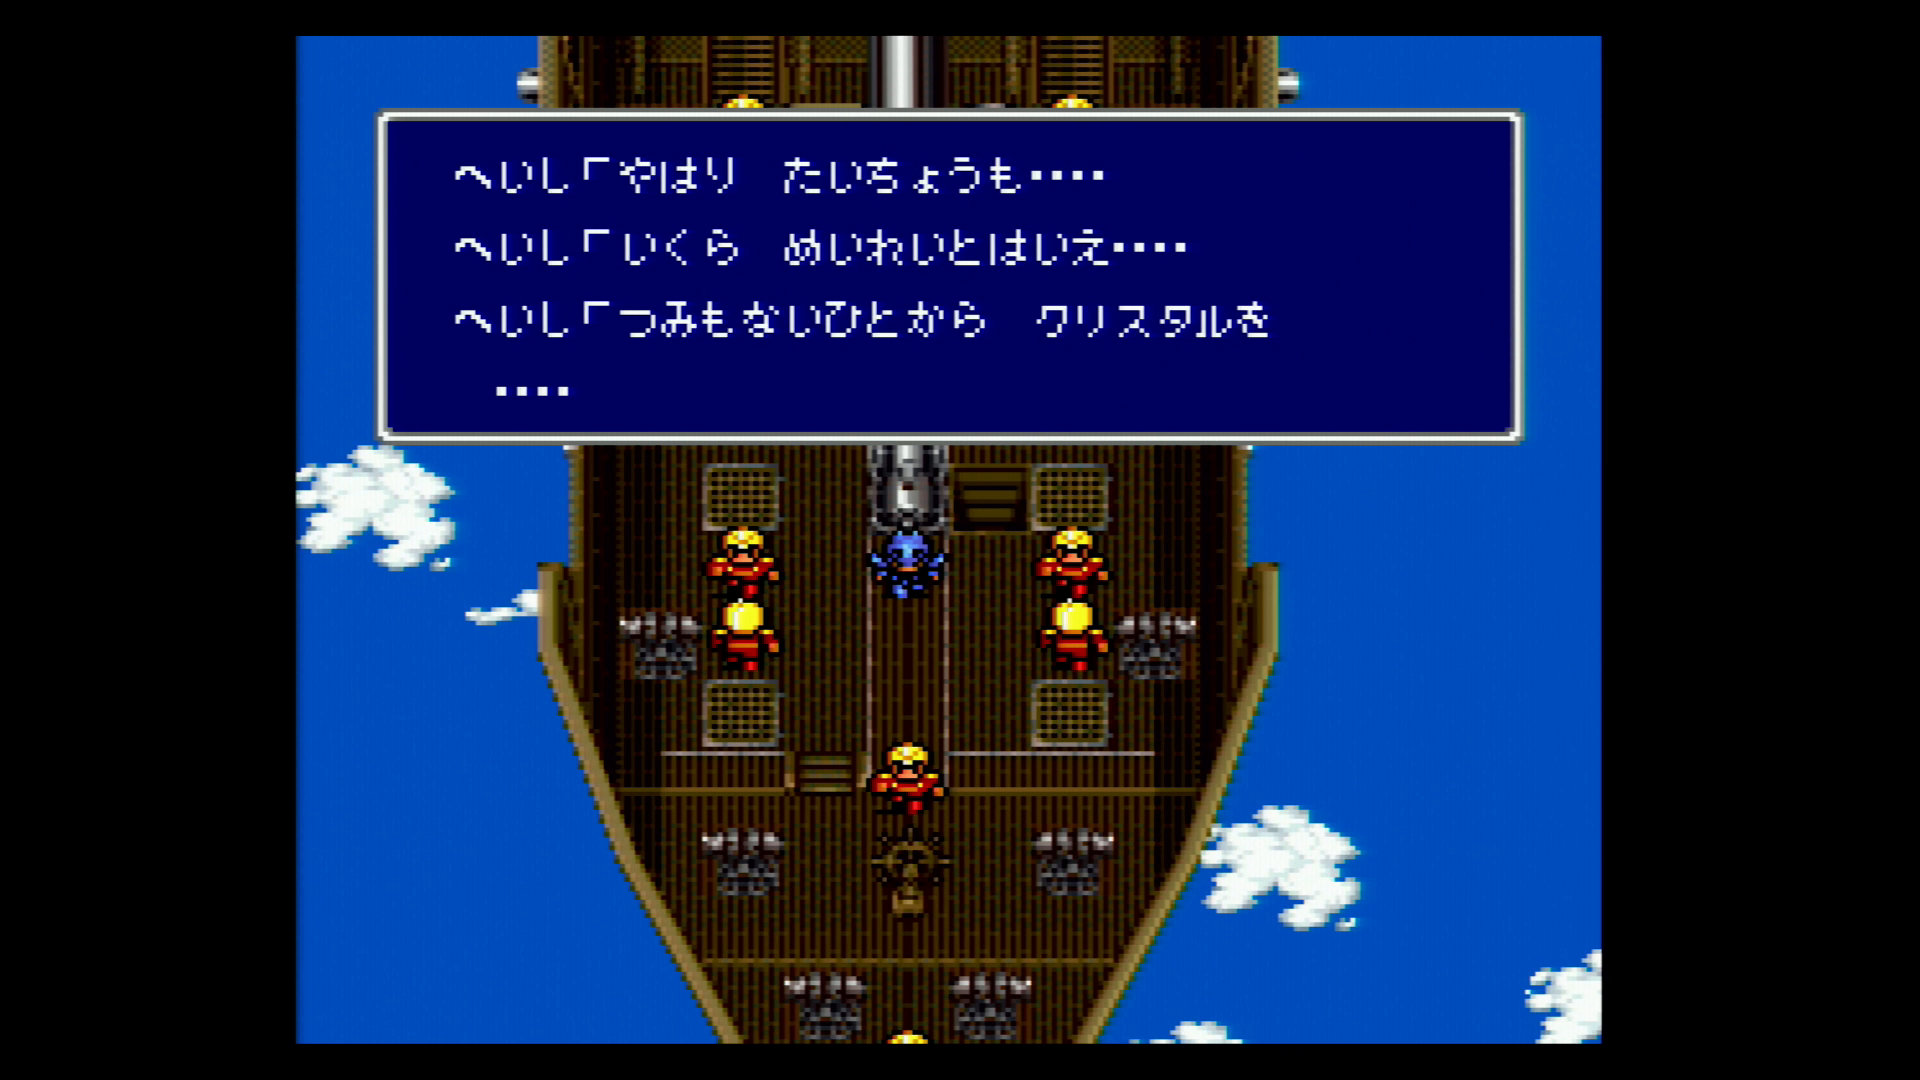 へいし「やはり　たいちょうも‥‥
へいし「いくら　めいれいとはいえ‥‥
へいし「つみもないひとから　クリスタルを
‥‥